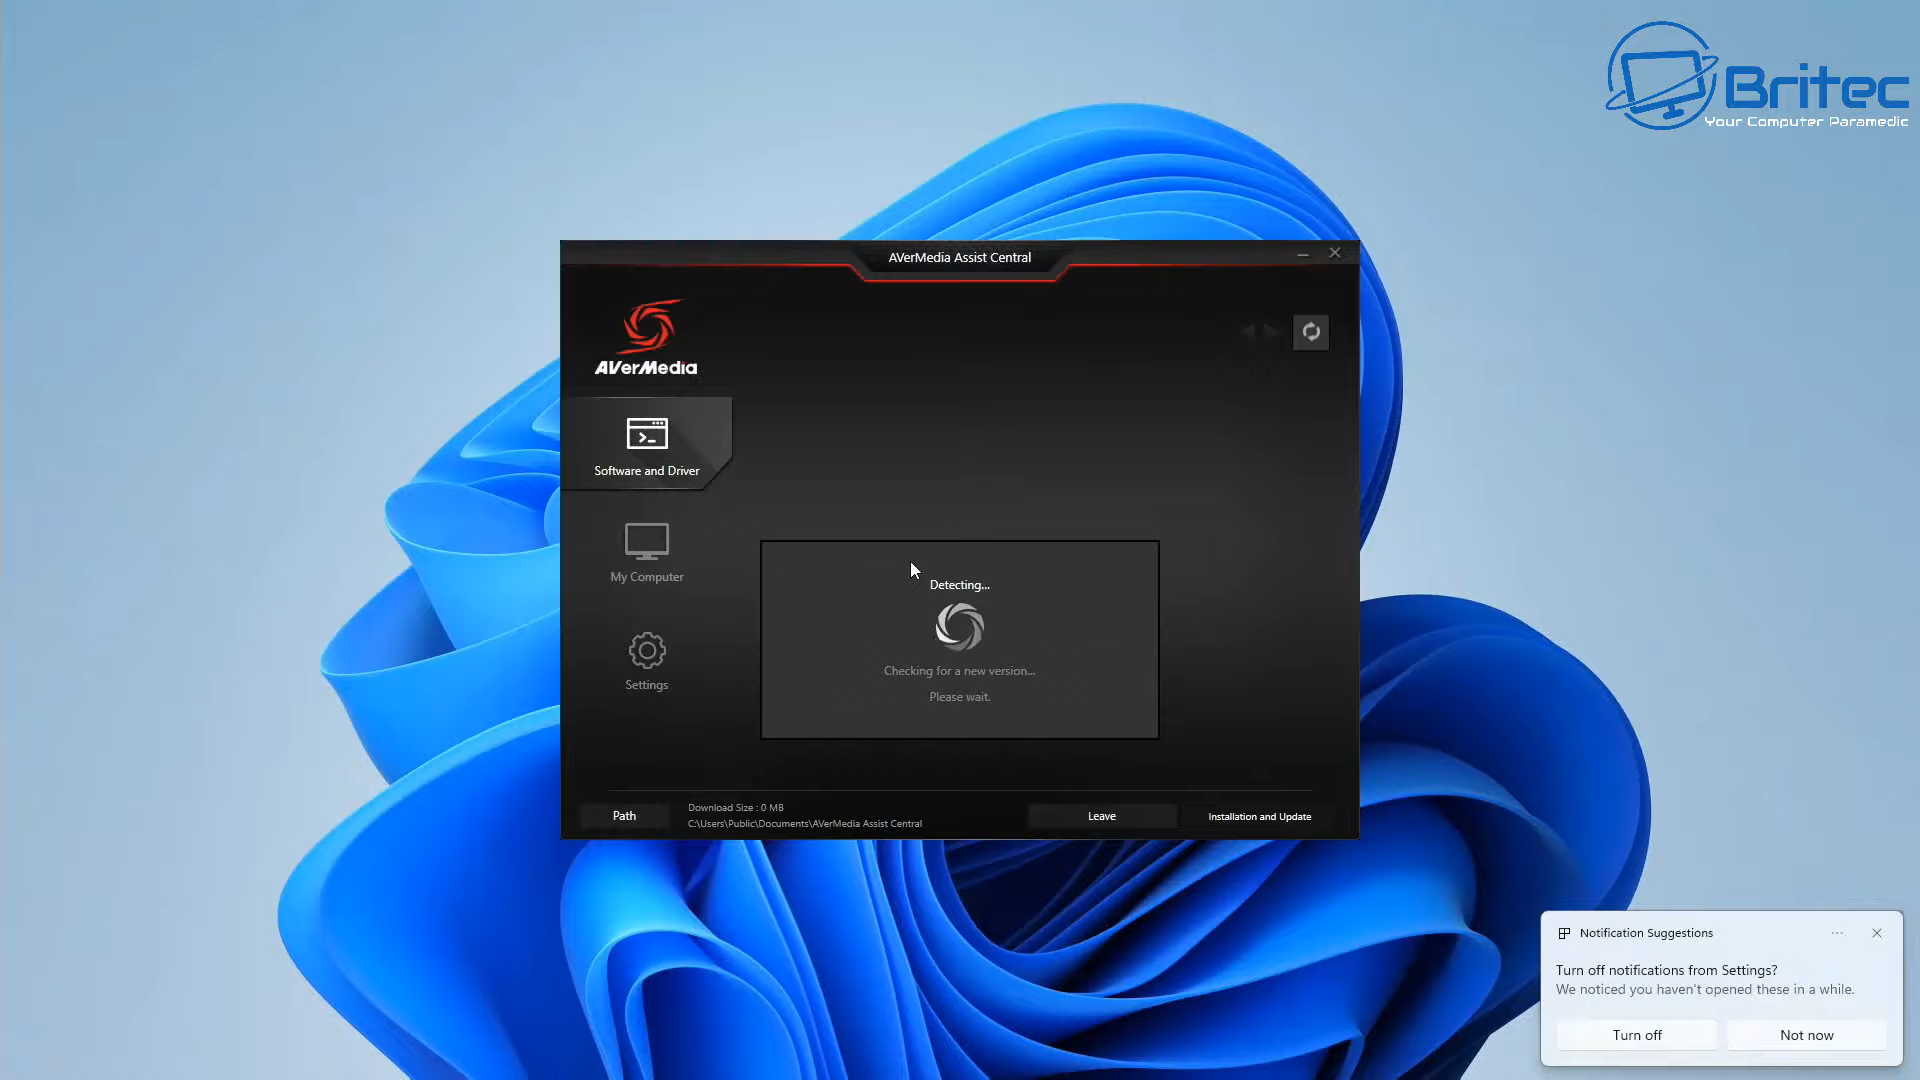 Britec
Your Computer Paramedic
AVerMedia Assist Central
AVerMedia
Software and Driver
My Computer
Settings
Detecting...
Checking for a new version...
Please wait.
Path
Download Size : 0 MB
C:\Users\Public\Documents\AVerMedia Assist Central
Leave
Installation and Update
Notification Suggestions
Turn off notifications from Settings?
We noticed you haven't opened these in a while.
Turn off
Not now